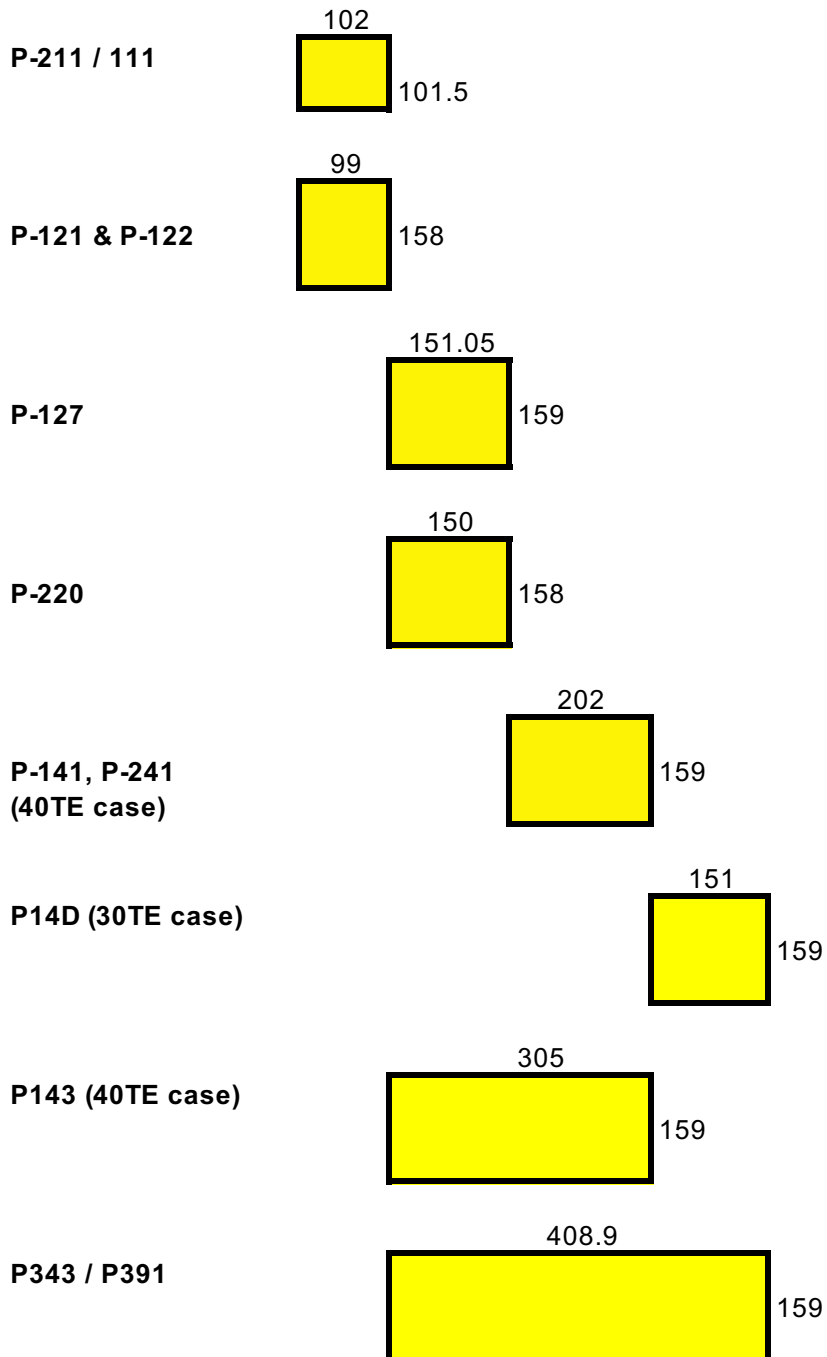 102
P-211 / 111
101.5
99
P-121 & P-122
158
151.05
P-127
159
150
P-220
158
202
P-141, P-241
159
(40TE case)
151
P14D (30TE case)
159
305
P143 (40TE case)
159
408.9
P343 / P391
159